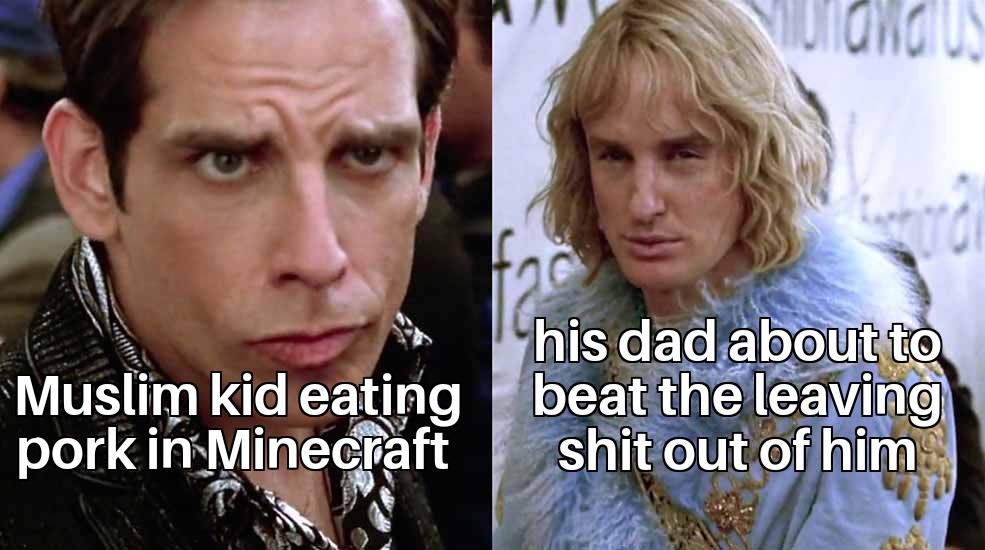 Muslim kid eating
pork in Minecraft
his dad about to
beat the leaving
shit out of him